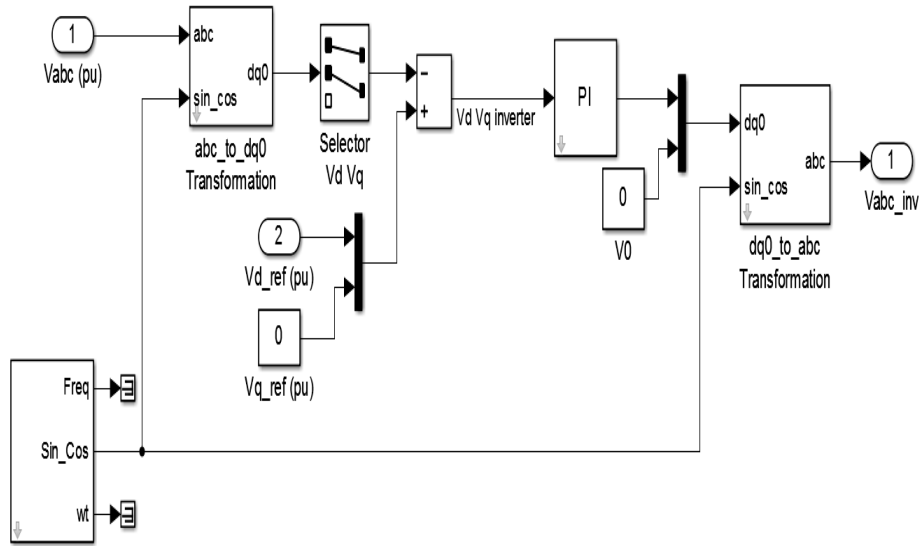 1
Vabc (pu)
abc
sin_cos
dq0
abc_to_dq0
Transformation
Selector
Vd Vq
−
+
Vd Vq inverter
PI
0
V0
dq0
sin_cos
abc
dq0_to_abc
Transformation
1
Vabc_inv
2
Vd_ref (pu)
0
Vq_ref (pu)
Freq
Sin_Cos
wt